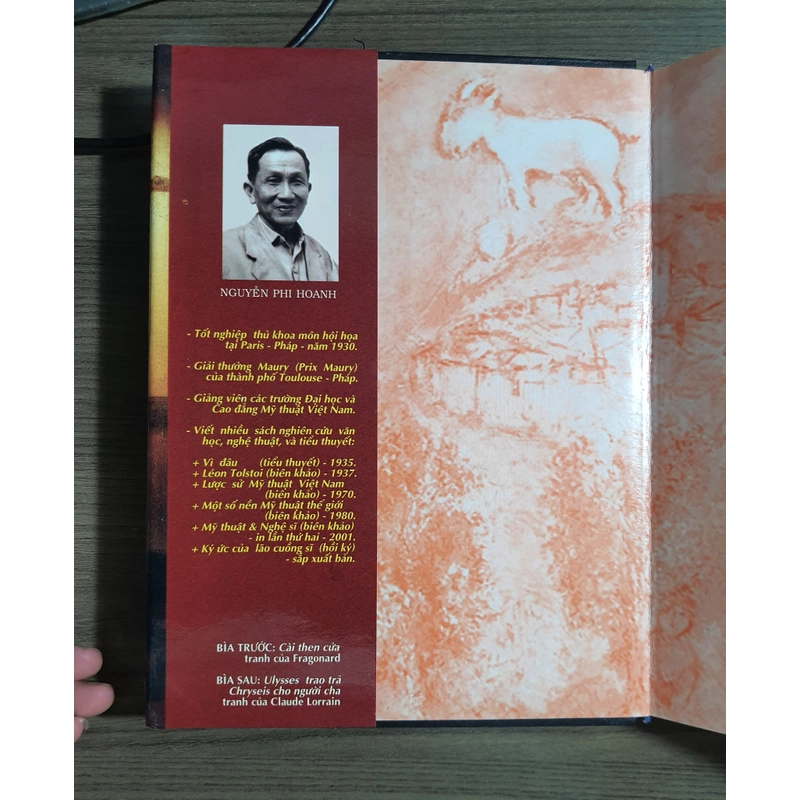 NGUYỄN PHI HOANH
- Tốt nghiệp thủ khoa môn hội họa
tại Paris - Pháp - năm 1930.
- Giải thưởng Maury (Prix Maury)
của thành phố Toulouse - Pháp.
- Giảng viên các trường Đại học và
Cao đẳng Mỹ thuật Việt Nam.
- Viết nhiều sách nghiên cứu văn
học, nghệ thuật, và tiểu thuyết:
+ Vì đâu (tiểu thuyết) - 1935.
+ Léon Tolstoi (biên khảo) - 1937.
+ Lược sử Mỹ thuật Việt Nam
(biên khảo) - 1970.
+ Một số nền Mỹ thuật thế giới
(biên khảo) - 1980.
+ Mỹ thuật & Nghệ sĩ (biên khảo)
- in lần thứ hai - 2001.
+ Ký ức của lão cuồng sĩ (hồi ký)
- sắp xuất bản.
BÌA TRƯỚC: Cài then cửa
tranh của Fragonard
BÌA SAU: Ulysses trao trả
Chryseis cho người cha
tranh của Claude Lorrain